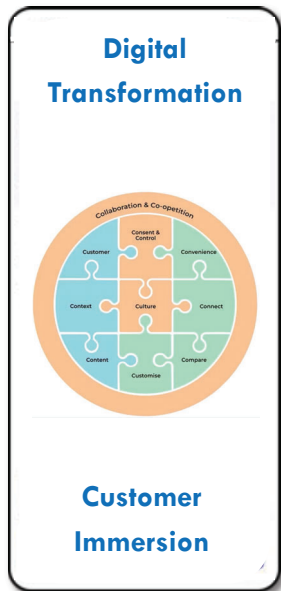 Digital
Transformation
Collaboration & Co-opetition
Consent &
Control
Customer
Convenience
Context
Culture
Connect
Content
Customise
Compare
Customer
Immersion